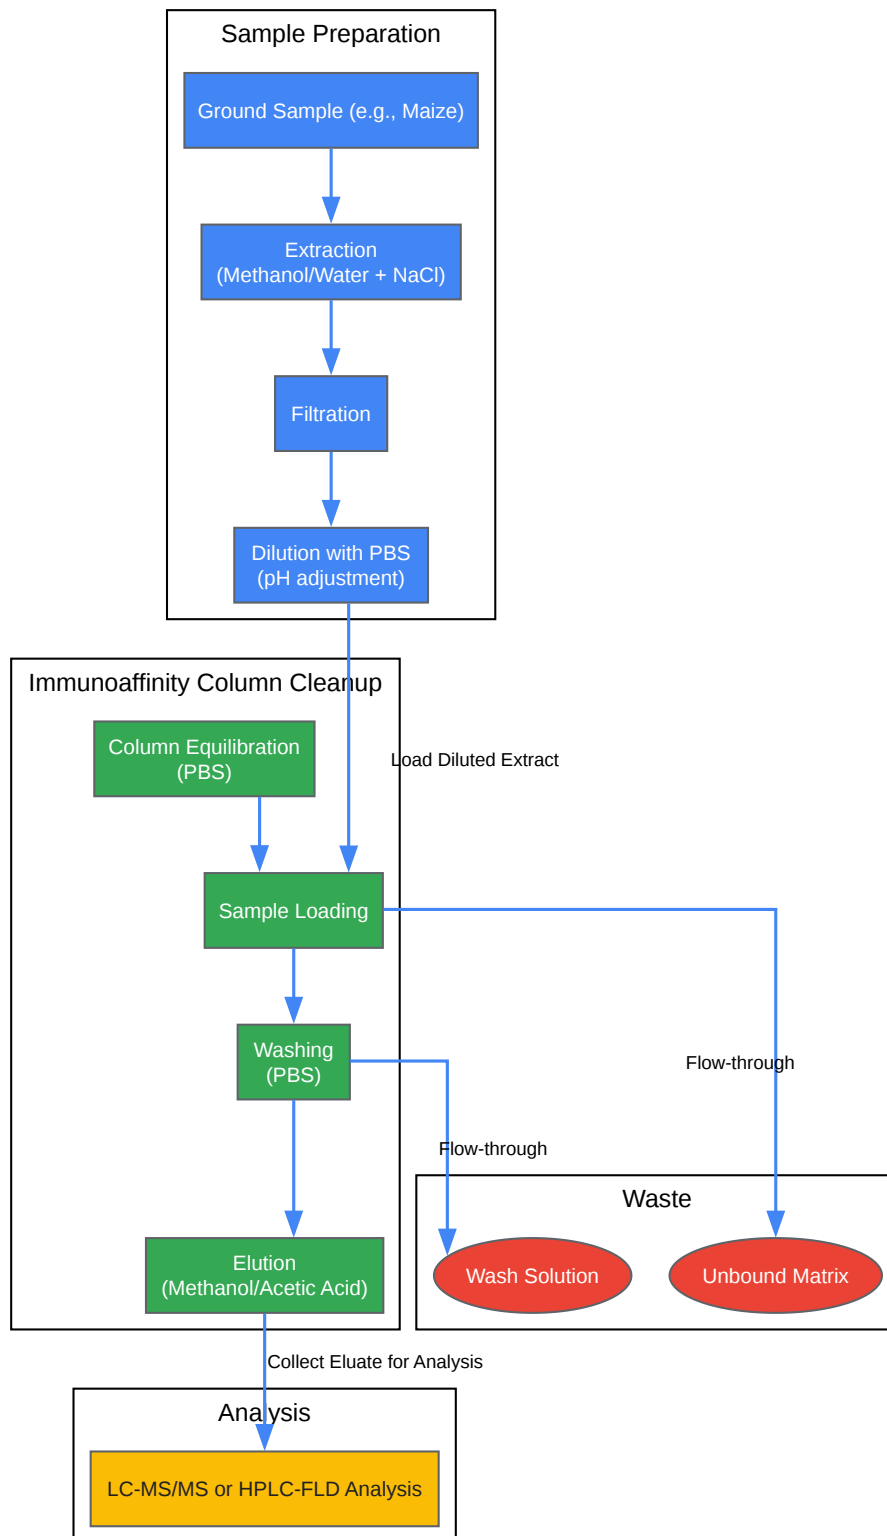 Sample Preparation
Ground Sample (e.g., Maize)
Extraction
(Methanol/Water + NaCl)
Filtration
Dilution with PBS
(pH adjustment)
Immunoaffinity Column Cleanup
Column Equilibration
(PBS)
Load Diluted Extract
Sample Loading
Washing
(PBS)
Flow-through
Flow-through
Waste
Elution
(Methanol/Acetic Acid)
Wash Solution
Unbound Matrix
Collect Eluate for Analysis
Analysis
LC-MS/MS or HPLC-FLD Analysis